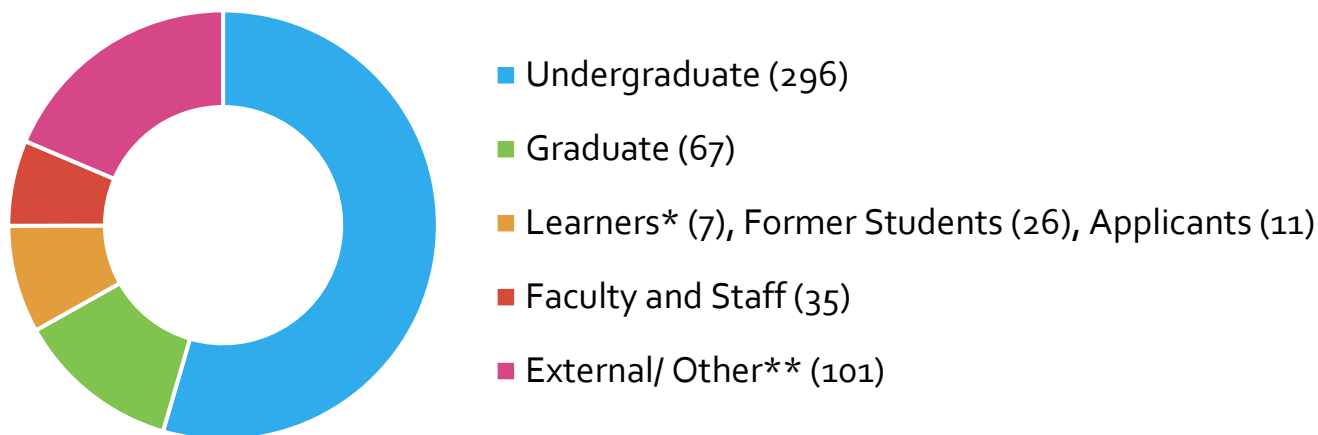 Undergraduate (296)
Graduate (67)
Learners* (7), Former Students (26), Applicants (11)
Faculty and Staff (35)
External/ Other** (101)